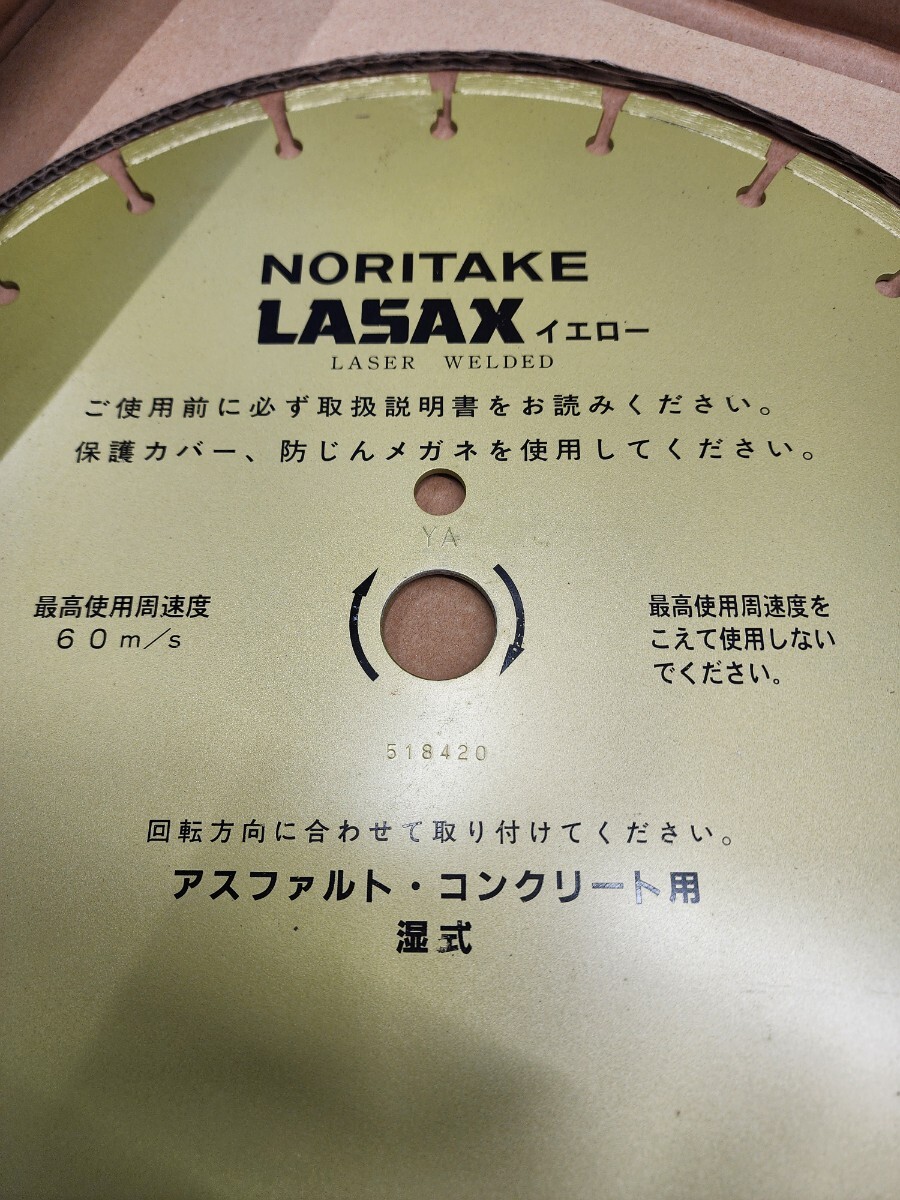 NORITAKE
LASAX イエロー
LASER WELDED
ご使用前に必ず取扱説明書をお読みください。
保護カバー、防じんメガネを使用してください。
YA
最高使用周速度
60m/s
最高使用周速度を
こえて使用しない
でください。
518420
回転方向に合わせて取り付けてください。
アスファルト・コンクリート用
湿式